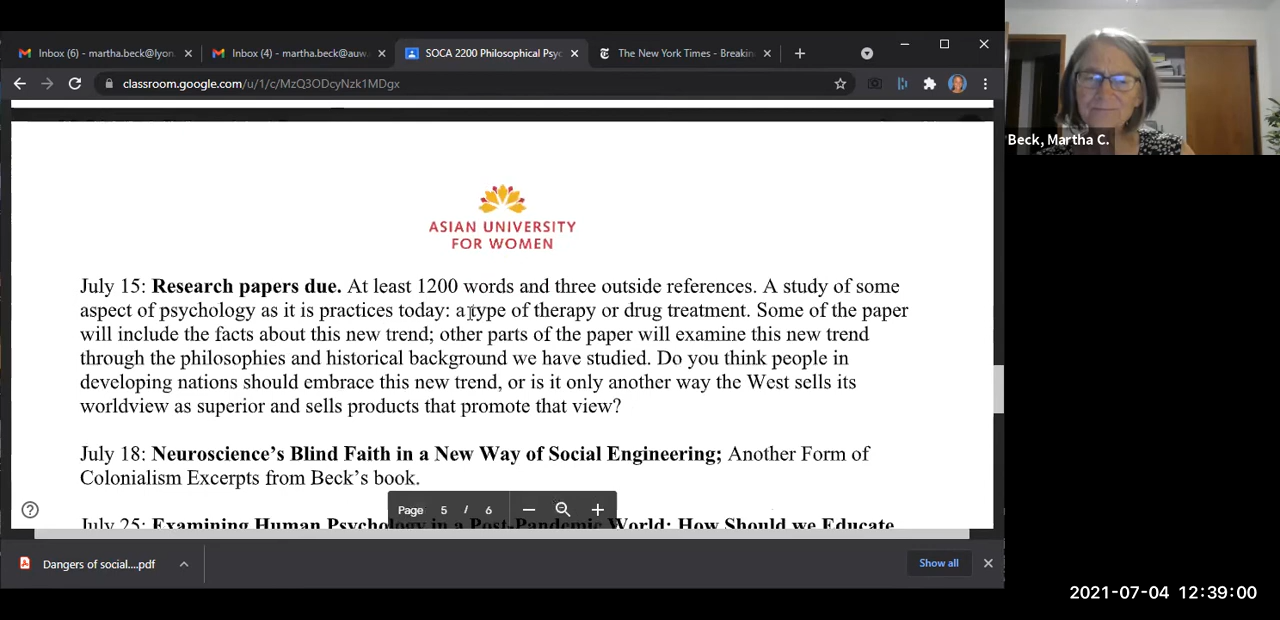 Inbox (6) - martha.beck@lyon.
Inbox (4) - martha.beck@auw.
SOCA 2200 Philosophical Psyc
The New York Times - Breakin
classroom.google.com/u/1/c/MzQ3ODcyNzk1MDgx
Beck, Martha C.
ASIAN UNIVERSITY
FOR WOMEN
July 15: Research papers due. At least 1200 words and three outside references. A study of some
aspect of psychology as it is practices today: a type of therapy or drug treatment. Some of the paper
will include the facts about this new trend; other parts of the paper will examine this new trend
through the philosophies and historical background we have studied. Do you think people in
developing nations should embrace this new trend, or is it only another way the West sells its
worldview as superior and sells products that promote that view?
July 18: Neuroscience's Blind Faith in a New Way of Social Engineering; Another Form of
Colonialism Excerpts from Beck's book.
July 25: Examining Human Psychology in a Post-Pandemic World: How Should we Educate
Page 5 / 6
Dangers of social....pdf
Show all
2021-07-04 12:39:00